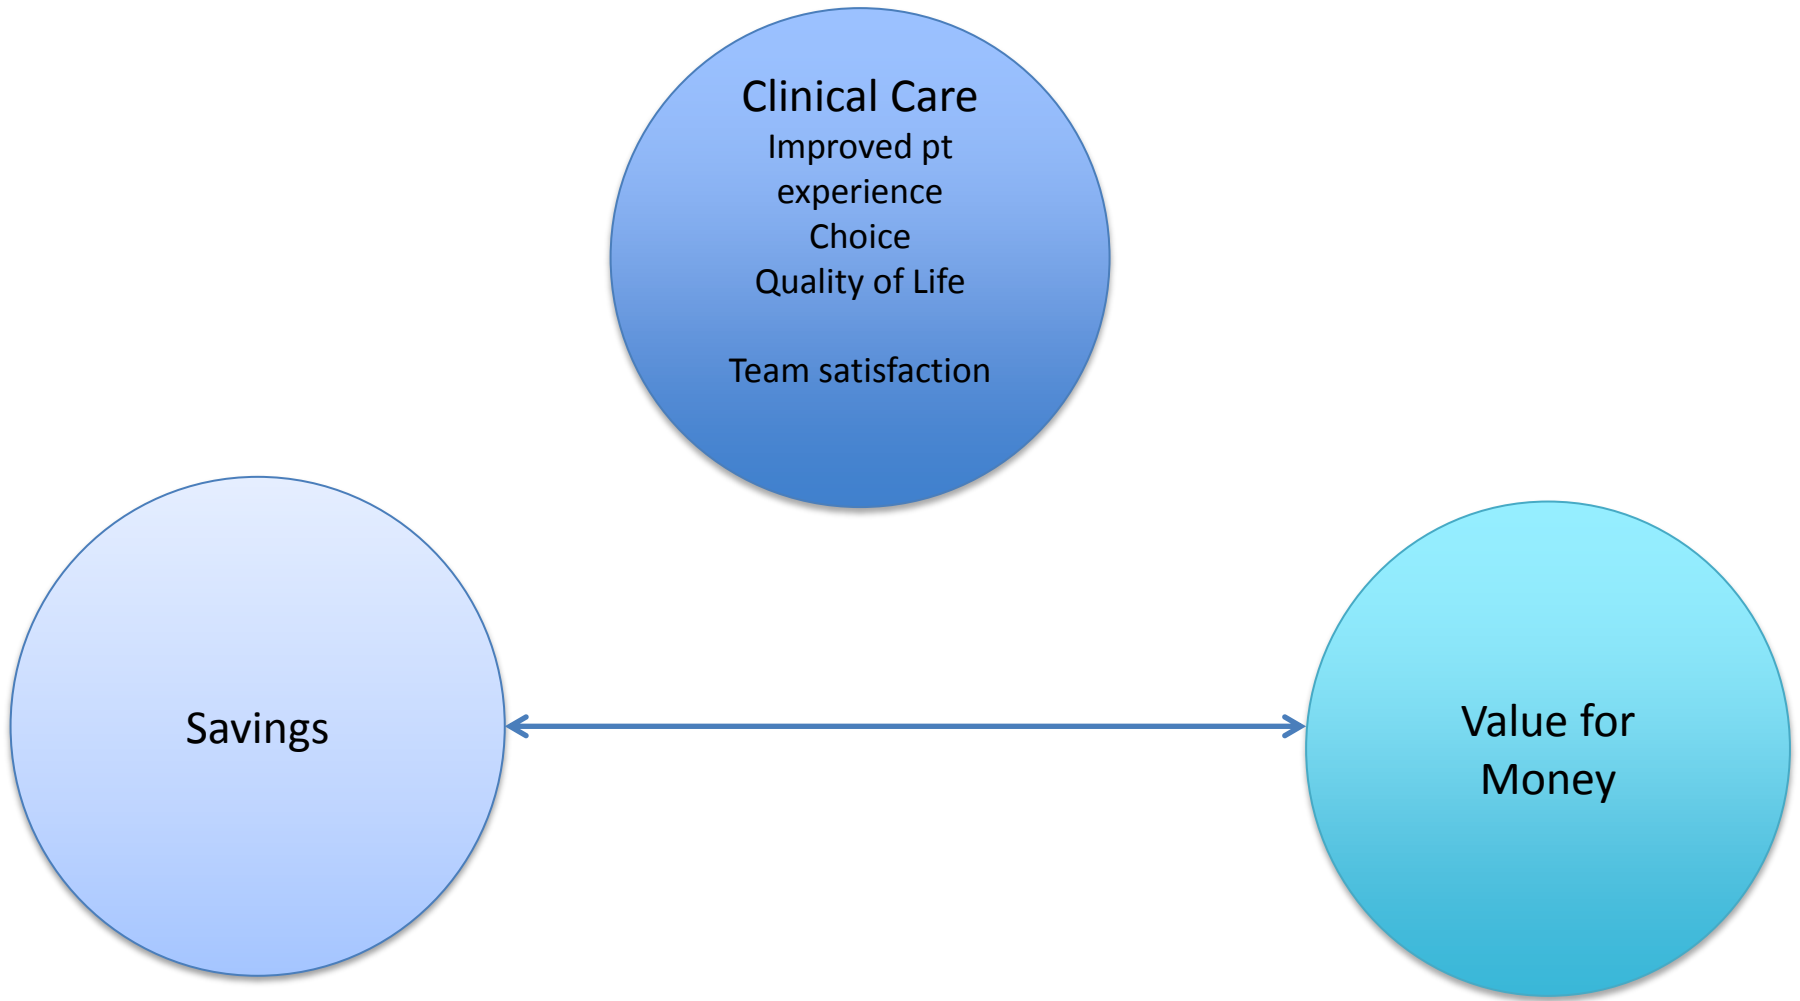 Clinical Care
Improved pt
experience
Choice
Quality of Life
Team satisfaction
Savings
Value for
Money